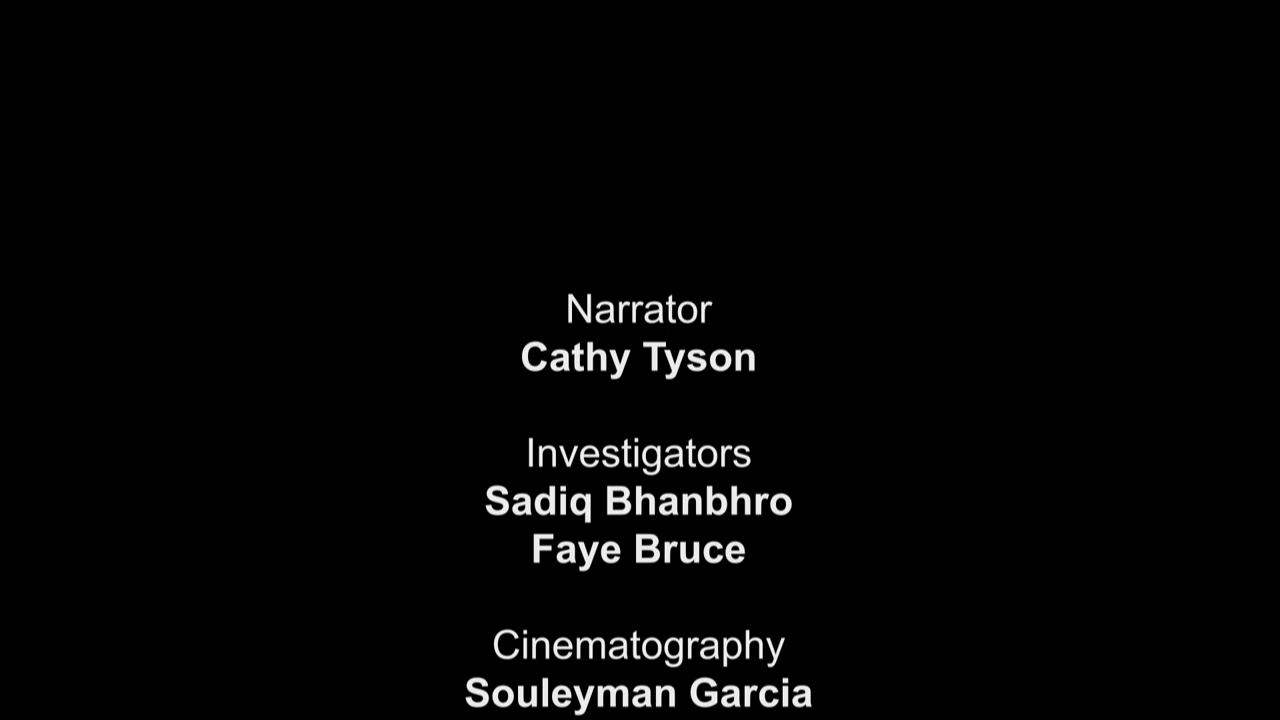 Narrator
Cathy Tyson
Investigators
Sadiq Bhanbhro
Faye Bruce
Cinematography
Souleyman Garcia